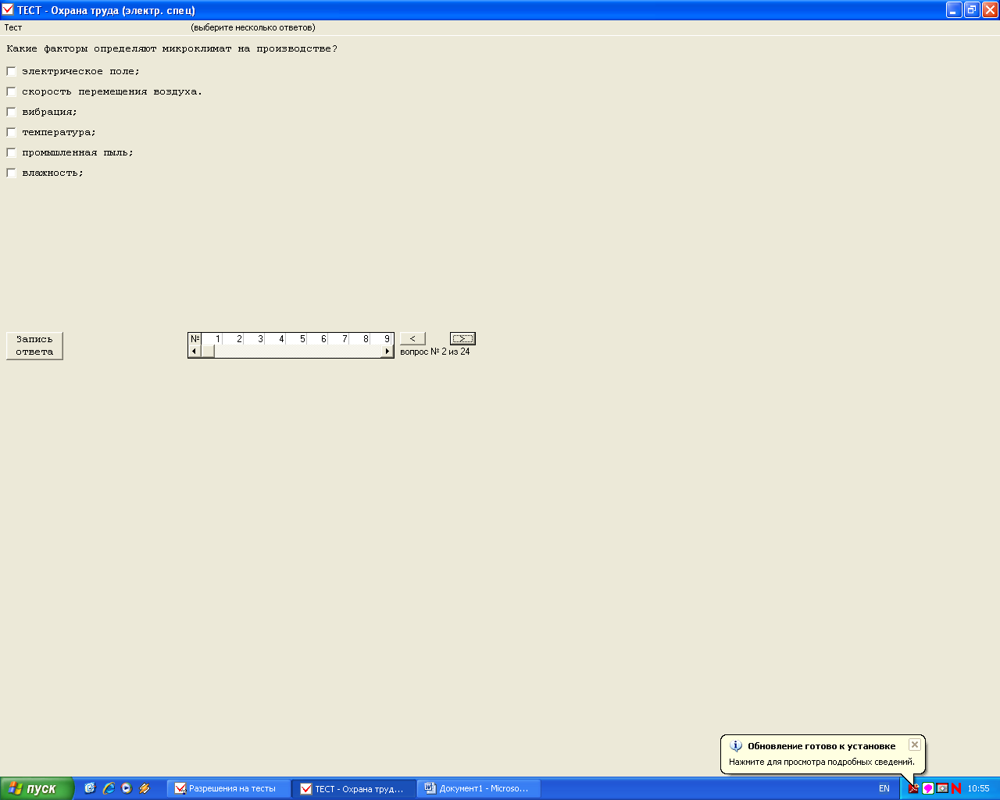 ТЕСТ - Охрана труда (электр. спец)
Тест (выберите несколько ответов)
Какие факторы определяют микроклимат на производстве?
электрическое поле;
скорость перемещения воздуха.
вибрация;
температура;
промышленная пыль;
влажность;
Запись
ответа
№ 1 2 3 4 5 6 7 8 9
< >
вопрос № 2 из 24
Обновление готово к установке
Нажмите для просмотра подробных сведений.
пуск Разрешения на тесты ТЕСТ - Охрана труд... Документ1 - Microso... EN 10:55